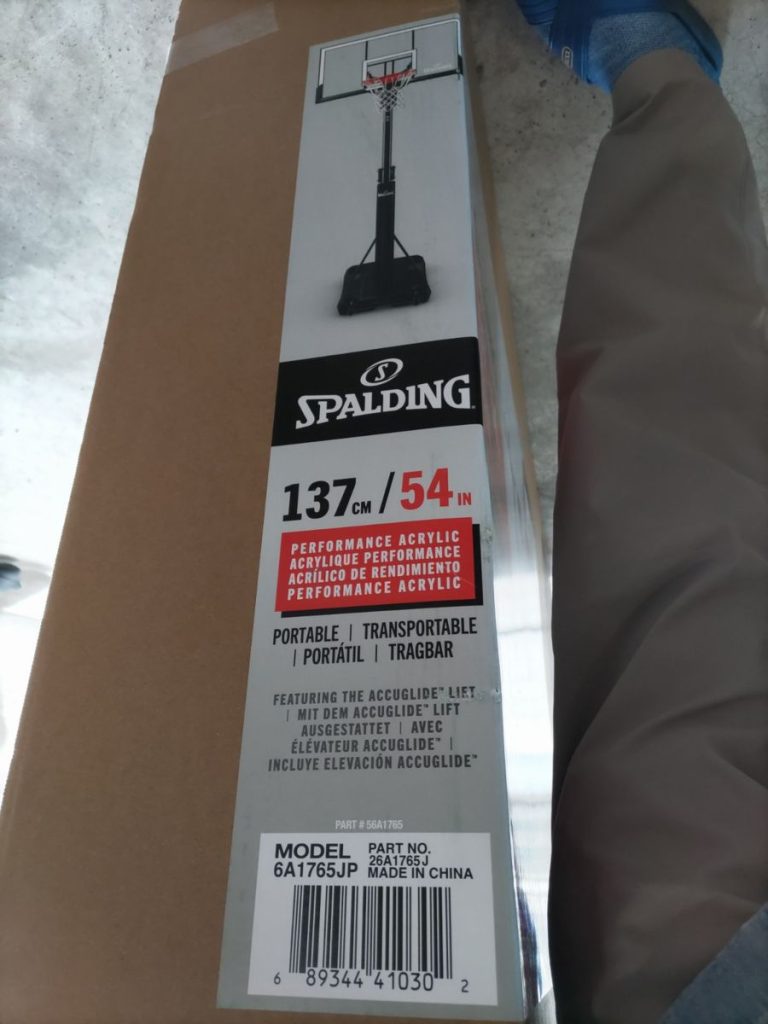 S
SPALDING
137CM / 54IN
PERFORMANCE ACRYLIC
ACRYLIQUE PERFORMANCE
ACRÍLICO DE RENDIMIENTO
PERFORMANCE ACRYLIC
PORTABLE | TRANSPORTABLE
| PORTÁTIL | TRAGBAR
FEATURING THE ACCUGLIDE™ LIFT
| MIT DEM ACCUGLIDE™ LIFT
AUSGESTATTET | AVEC
ÉLÉVATEUR ACCUGLIDE™ |
INCLUYE ELEVACIÓN ACCUGLIDE™
PART # 56A1765
MODEL PART NO.
6A1765JP 26A1765J
MADE IN CHINA
6 89344 41030 2